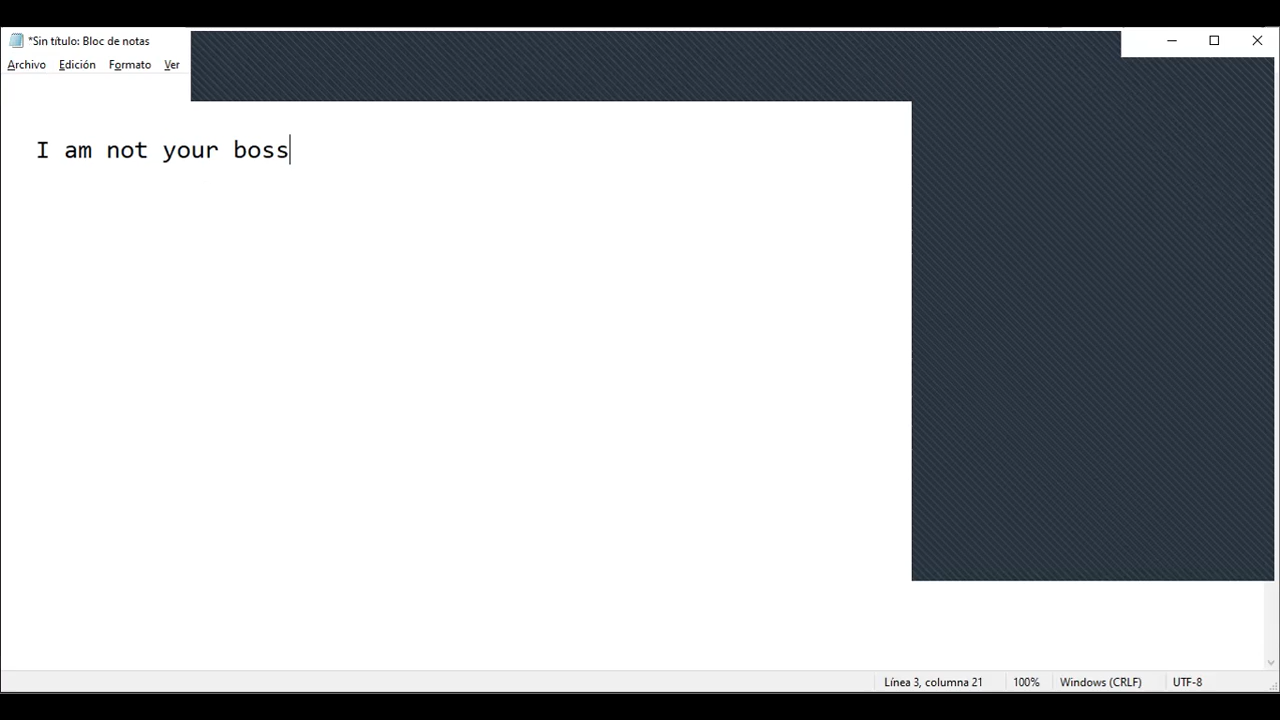 *Sin título: Bloc de notas
Archivo Edición Formato Ver
I am not your boss
Línea 3, columna 21 100% Windows (CRLF) UTF-8